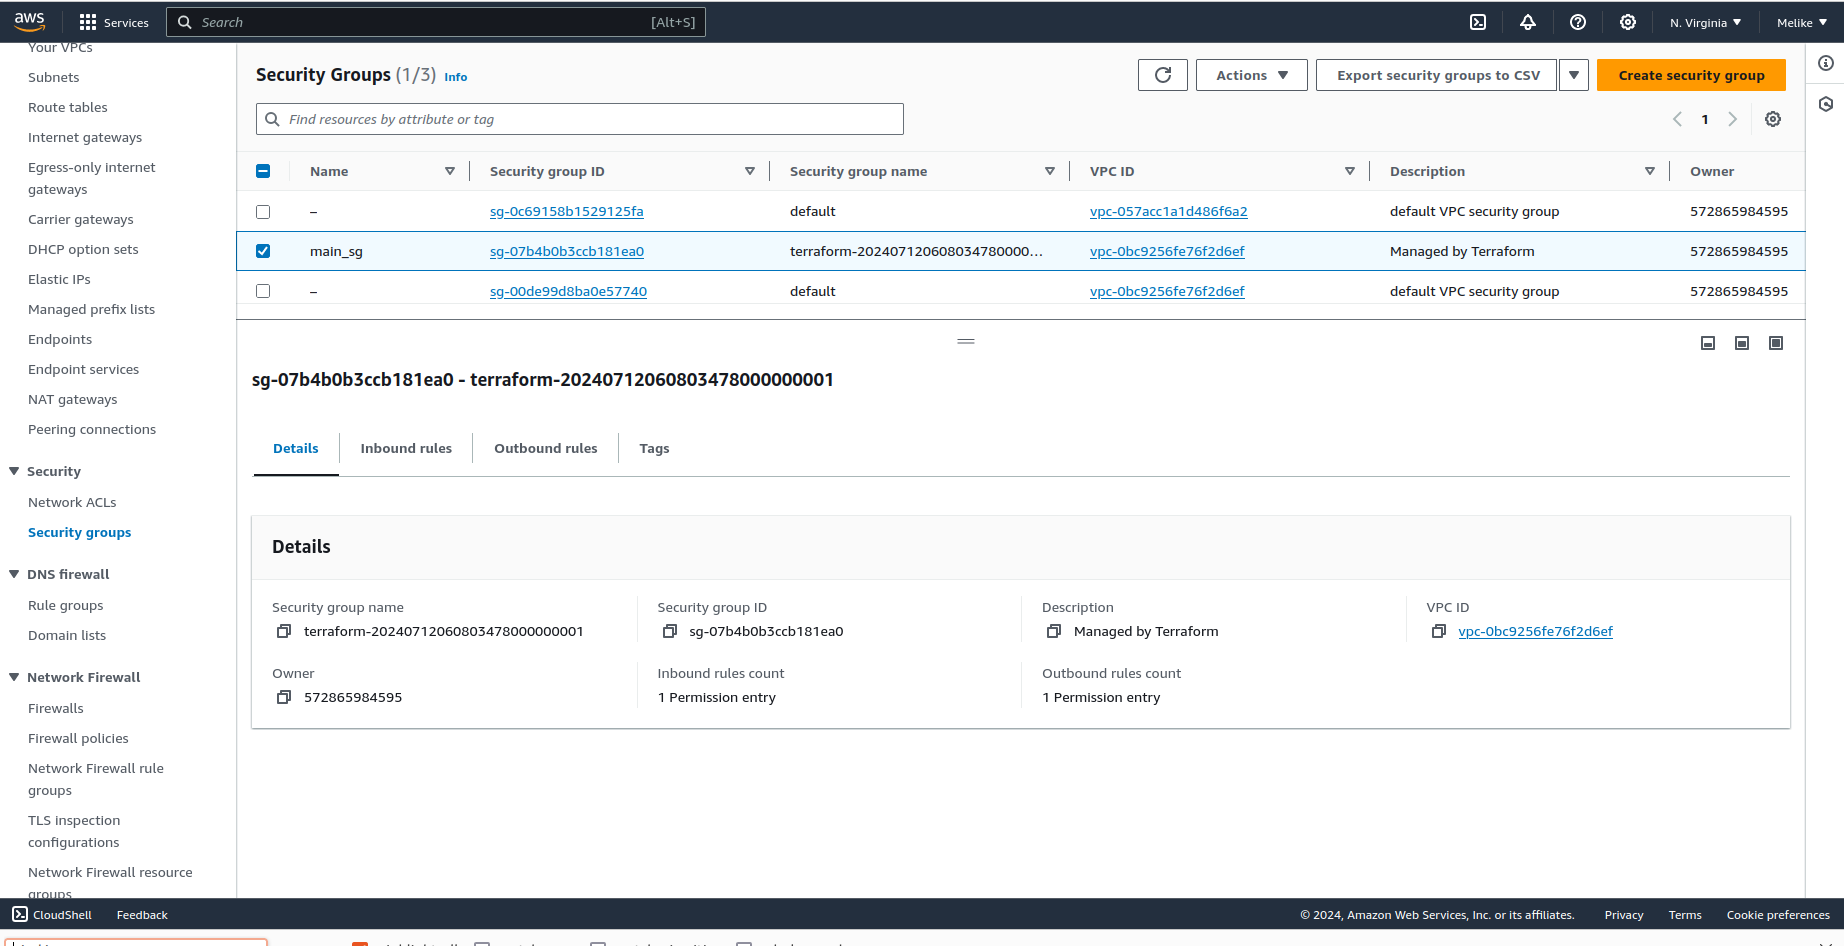 aws
Services
Search
[Alt+S]
N. Virginia
Melike
Your VPCs
Subnets
Route tables
Internet gateways
Egress-only internet
gateways
Carrier gateways
DHCP option sets
Elastic IPs
Managed prefix lists
Endpoints
Endpoint services
NAT gateways
Peering connections
Security
Network ACLs
Security groups
DNS firewall
Rule groups
Domain lists
Network Firewall
Firewalls
Firewall policies
Network Firewall rule
groups
TLS inspection
configurations
Network Firewall resource
groups
Security Groups (1/3) Info
Actions
Export security groups to CSV
Create security group
Find resources by attribute or tag
1
Name Security group ID Security group name VPC ID Description Owner
– sg-0c69158b1529125fa default vpc-057acc1a1d486f6a2 default VPC security group 572865984595
main_sg sg-07b4b0b3ccb181ea0 terraform-202407120608034780000... vpc-0bc9256fe76f2d6ef Managed by Terraform 572865984595
– sg-00de99d8ba0e57740 default vpc-0bc9256fe76f2d6ef default VPC security group 572865984595
sg-07b4b0b3ccb181ea0 - terraform-20240712060803478000000001
Details Inbound rules Outbound rules Tags
Details
Security group name Security group ID Description VPC ID
terraform-20240712060803478000000001 sg-07b4b0b3ccb181ea0 Managed by Terraform vpc-0bc9256fe76f2d6ef
Owner Inbound rules count Outbound rules count
572865984595 1 Permission entry 1 Permission entry
CloudShell Feedback © 2024, Amazon Web Services, Inc. or its affiliates. Privacy Terms Cookie preferences